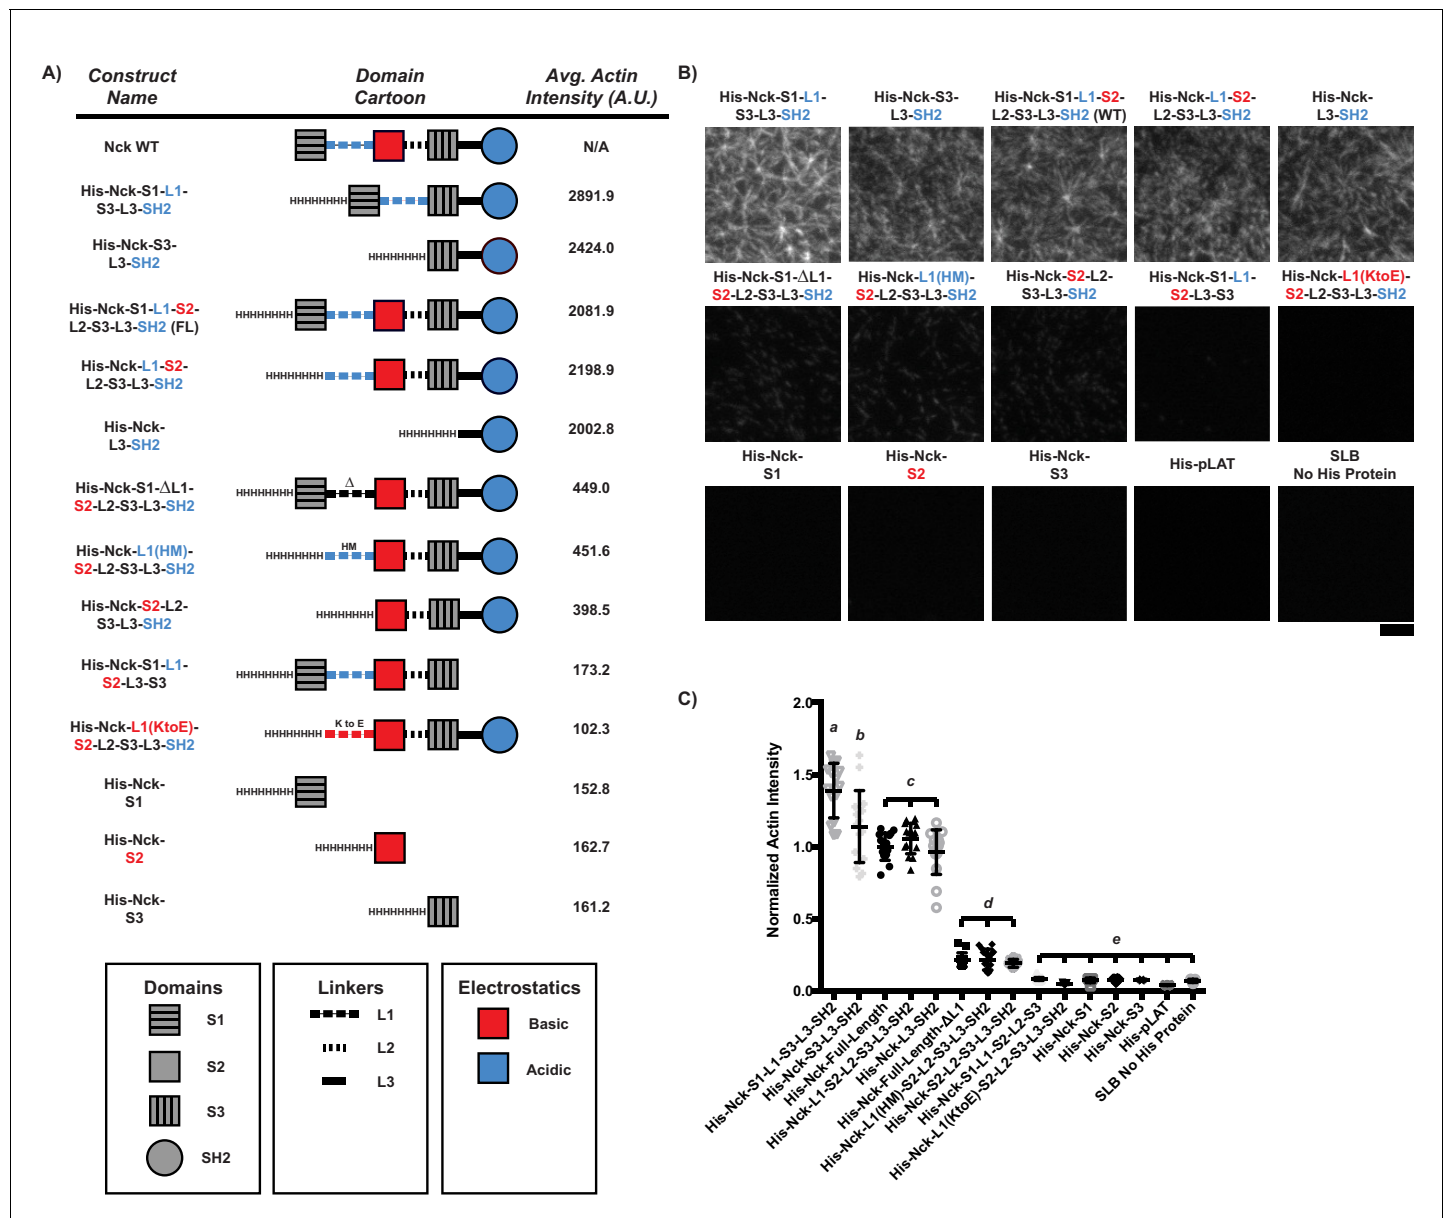 A)
Construct
Name
Domain
Cartoon
Avg. Actin
Intensity (A.U.)
Nck WT
N/A
His-Nck-S1-L1-
S3-L3-SH2
HHHHHHHH
2891.9
His-Nck-S3-
L3-SH2
HHHHHHHH
2424.0
His-Nck-S1-L1-S2-
L2-S3-L3-SH2 (FL)
HHHHHHHH
2081.9
His-Nck-L1-S2-
L2-S3-L3-SH2
HHHHHHHH
2198.9
His-Nck-
L3-SH2
HHHHHHHH
2002.8
His-Nck-S1-ΔL1-
S2-L2-S3-L3-SH2
HHHHHHHH
Δ
449.0
His-Nck-L1(HM)-
S2-L2-S3-L3-SH2
HHHHHHHH
HM
451.6
His-Nck-S2-L2-
S3-L3-SH2
HHHHHHHH
398.5
His-Nck-S1-L1-
S2-L3-S3
HHHHHHHH
173.2
His-Nck-L1(KtoE)-
S2-L2-S3-L3-SH2
HHHHHHHH
K to E
102.3
His-Nck-
S1
HHHHHHHH
152.8
His-Nck-
S2
HHHHHHHH
162.7
His-Nck-
S3
HHHHHHHH
161.2
Domains
S1
S2
S3
SH2
Linkers
L1
L2
L3
Electrostatics
Basic
Acidic
B)
His-Nck-S1-L1-
S3-L3-SH2
His-Nck-S3-
L3-SH2
His-Nck-S1-L1-S2-
L2-S3-L3-SH2 (WT)
His-Nck-L1-S2-
L2-S3-L3-SH2
His-Nck-
L3-SH2
His-Nck-S1-ΔL1-
S2-L2-S3-L3-SH2
His-Nck-L1(HM)-
S2-L2-S3-L3-SH2
His-Nck-S2-L2-
S3-L3-SH2
His-Nck-S1-L1-
S2-L3-S3
His-Nck-L1(KtoE)-
S2-L2-S3-L3-SH2
His-Nck-
S1
His-Nck-
S2
His-Nck-
S3
His-pLAT
SLB
No His Protein
C)
Normalized Actin Intensity
2.0
1.5
1.0
0.5
0.0
a
b
c
d
e
His-Nck-S1-L1-S3-L3-SH2
His-Nck-S3-L3-SH2
His-Nck-Full-Length
His-Nck-L1-S2-L2-S3-L3-SH2
His-Nck-L3-SH2
His-Nck-Full-Length-ΔL1
His-Nck-L1(HM)-S2-L2-S3-L3-SH2
His-Nck-S2-L2-S3-L3-SH2
His-Nck-S1-L1-S2-L2-S3
His-Nck-L1(KtoE)-S2-L2-S3-L3-SH2
His-Nck-S1
His-Nck-S2
His-Nck-S3
His-pLAT
SLB No His Protein